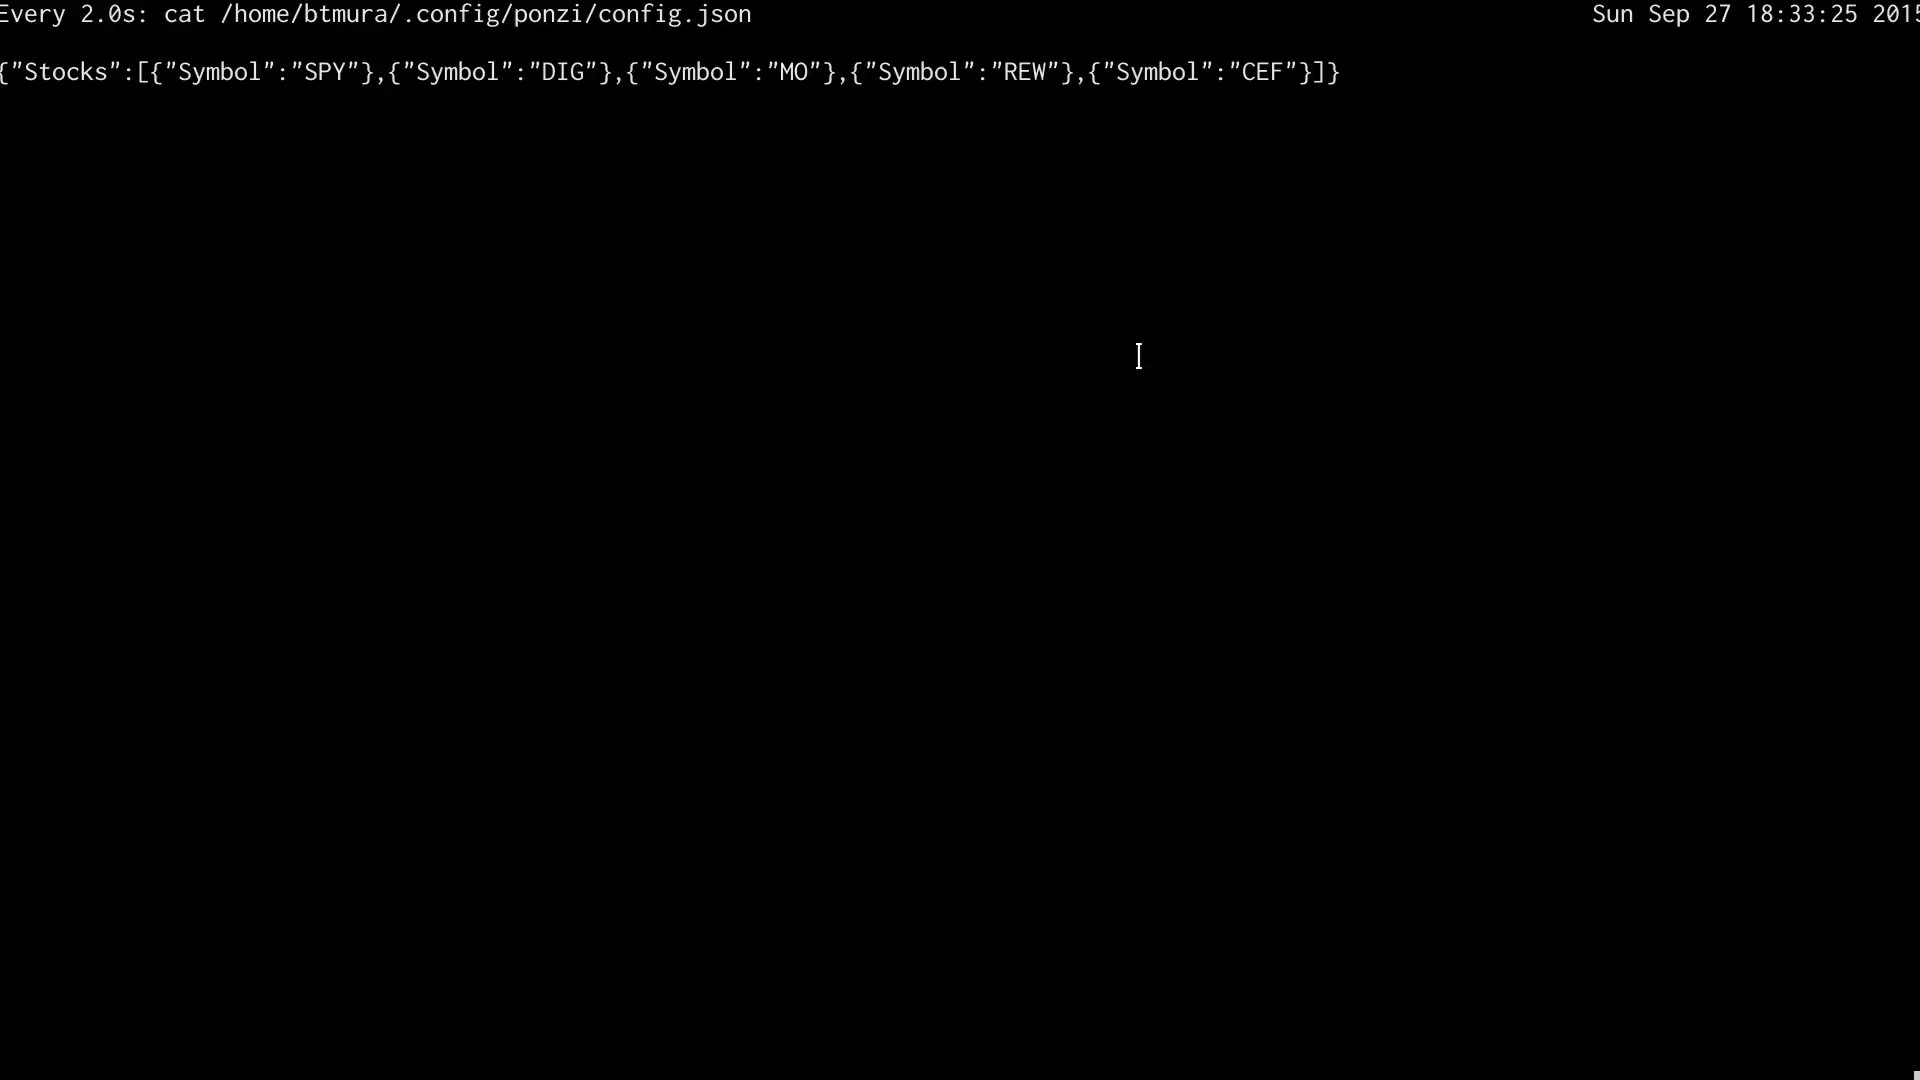 Every 2.0s: cat /home/btmura/.config/ponzi/config.json Sun Sep 27 18:33:25 2015
{"Stocks":[{"Symbol":"SPY"},{"Symbol":"DIG"},{"Symbol":"MO"},{"Symbol":"REW"},{"Symbol":"CEF"}]}